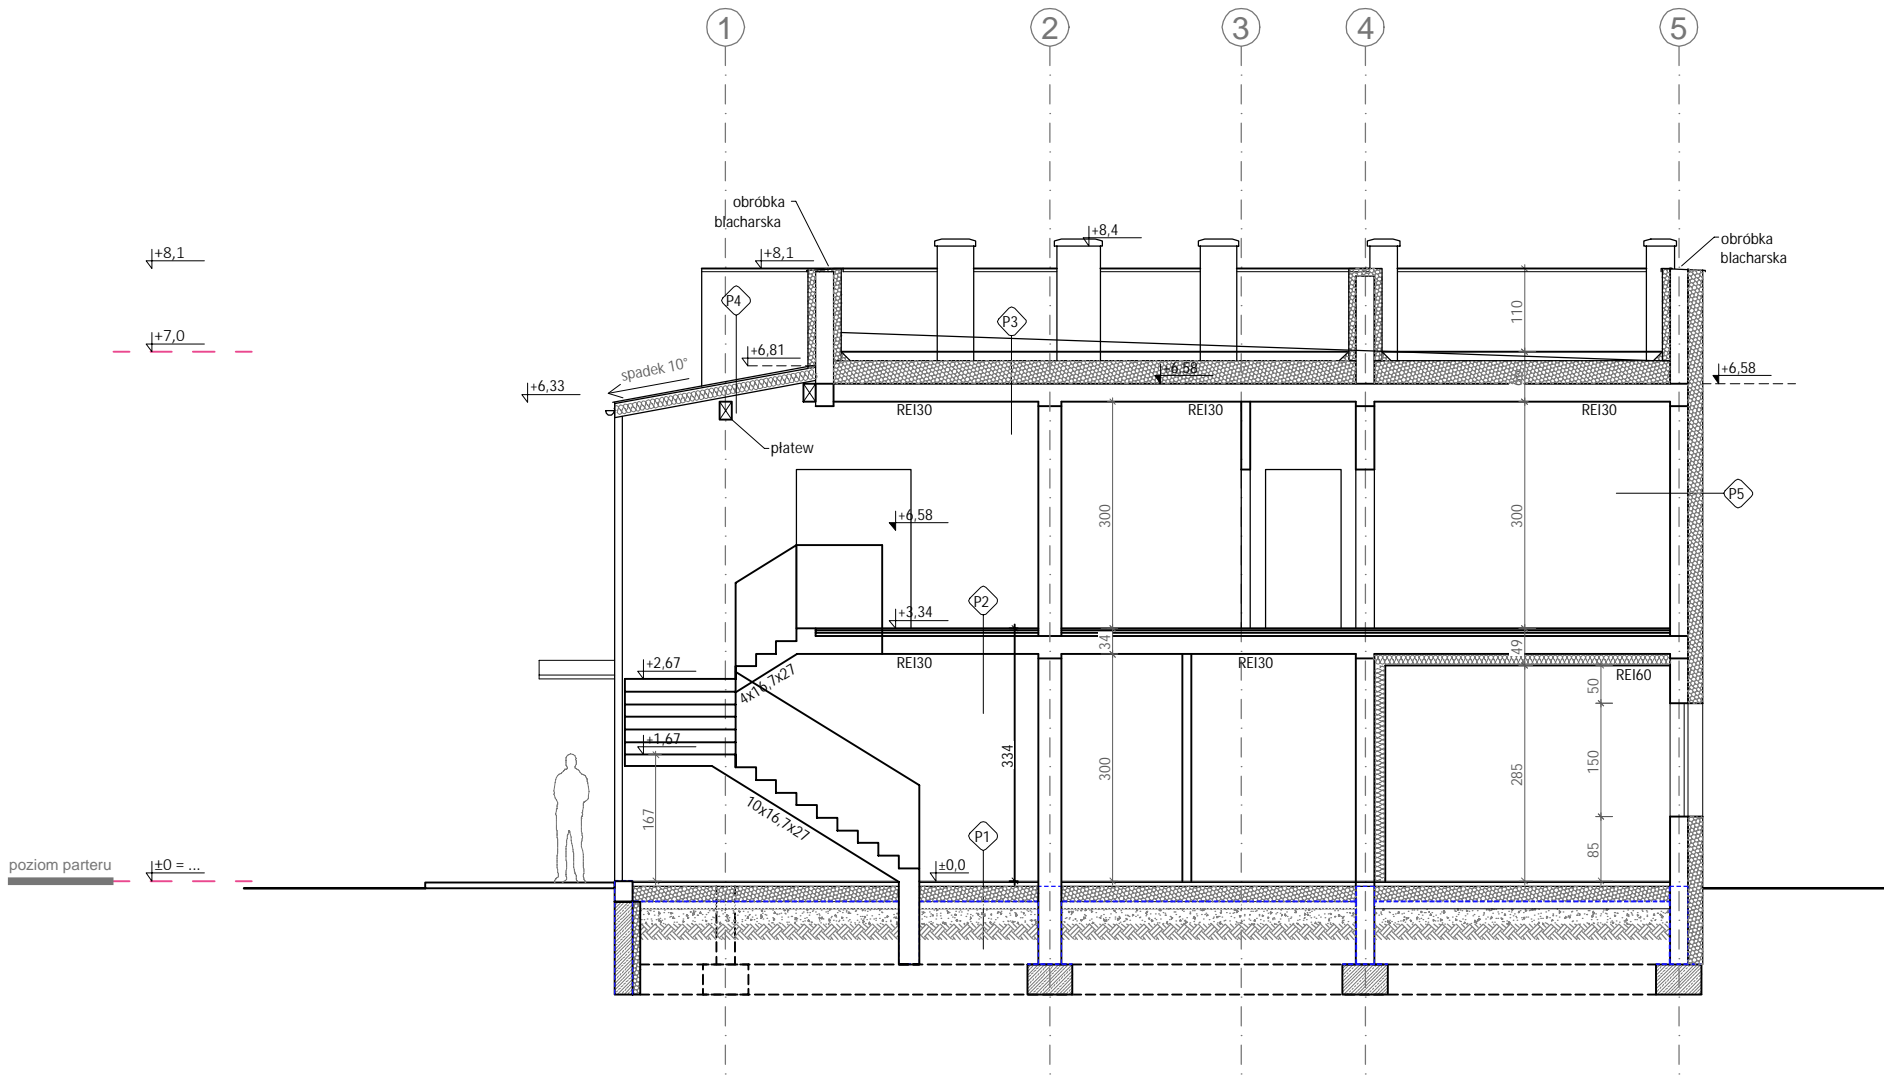 1
2
3
4
5
obróbka
blacharska
+8,4
obróbka
blacharska
+8,1
+8,1
P4
P3
110
+7,0
+6,81
spadek 10°
+6,58
+6,58
+6,33
REI30
REI30
REI30
płatew
P5
300
300
+6,58
P2
+3,34
34
49
REI30
REI30
REI60
+2,67
4x16,7x27
50
+1,67
334
300
285
150
167
10x16,7x27
P1
85
poziom parteru
±0 = ...
±0,0